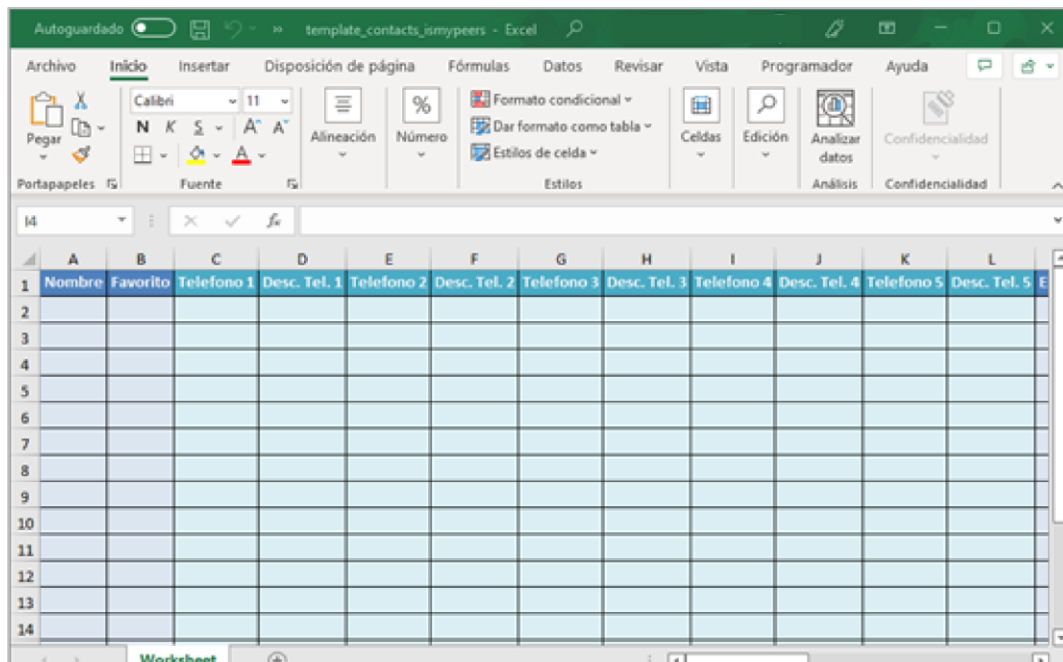 Autoguardado template_contacts_ismypeers - Excel
Archivo Inicio Insertar Disposición de página Fórmulas Datos Revisar Vista Programador Ayuda
Pegar
Calibri 11
N K S A A
A
Alineación
%
Número
Formato condicional
Dar formato como tabla
Estilos de celda
Celdas
Edición
Analizar
datos
Confidencialidad
Portapapeles Fuente Estilos Análisis Confidencialidad
I4 fx
A B C D E F G H I J K L
1 Nombre Favorito Telefono 1 Desc. Tel. 1 Telefono 2 Desc. Tel. 2 Telefono 3 Desc. Tel. 3 Telefono 4 Desc. Tel. 4 Telefono 5 Desc. Tel. 5 E
2
3
4
5
6
7
8
9
10
11
12
13
14
Worksheet